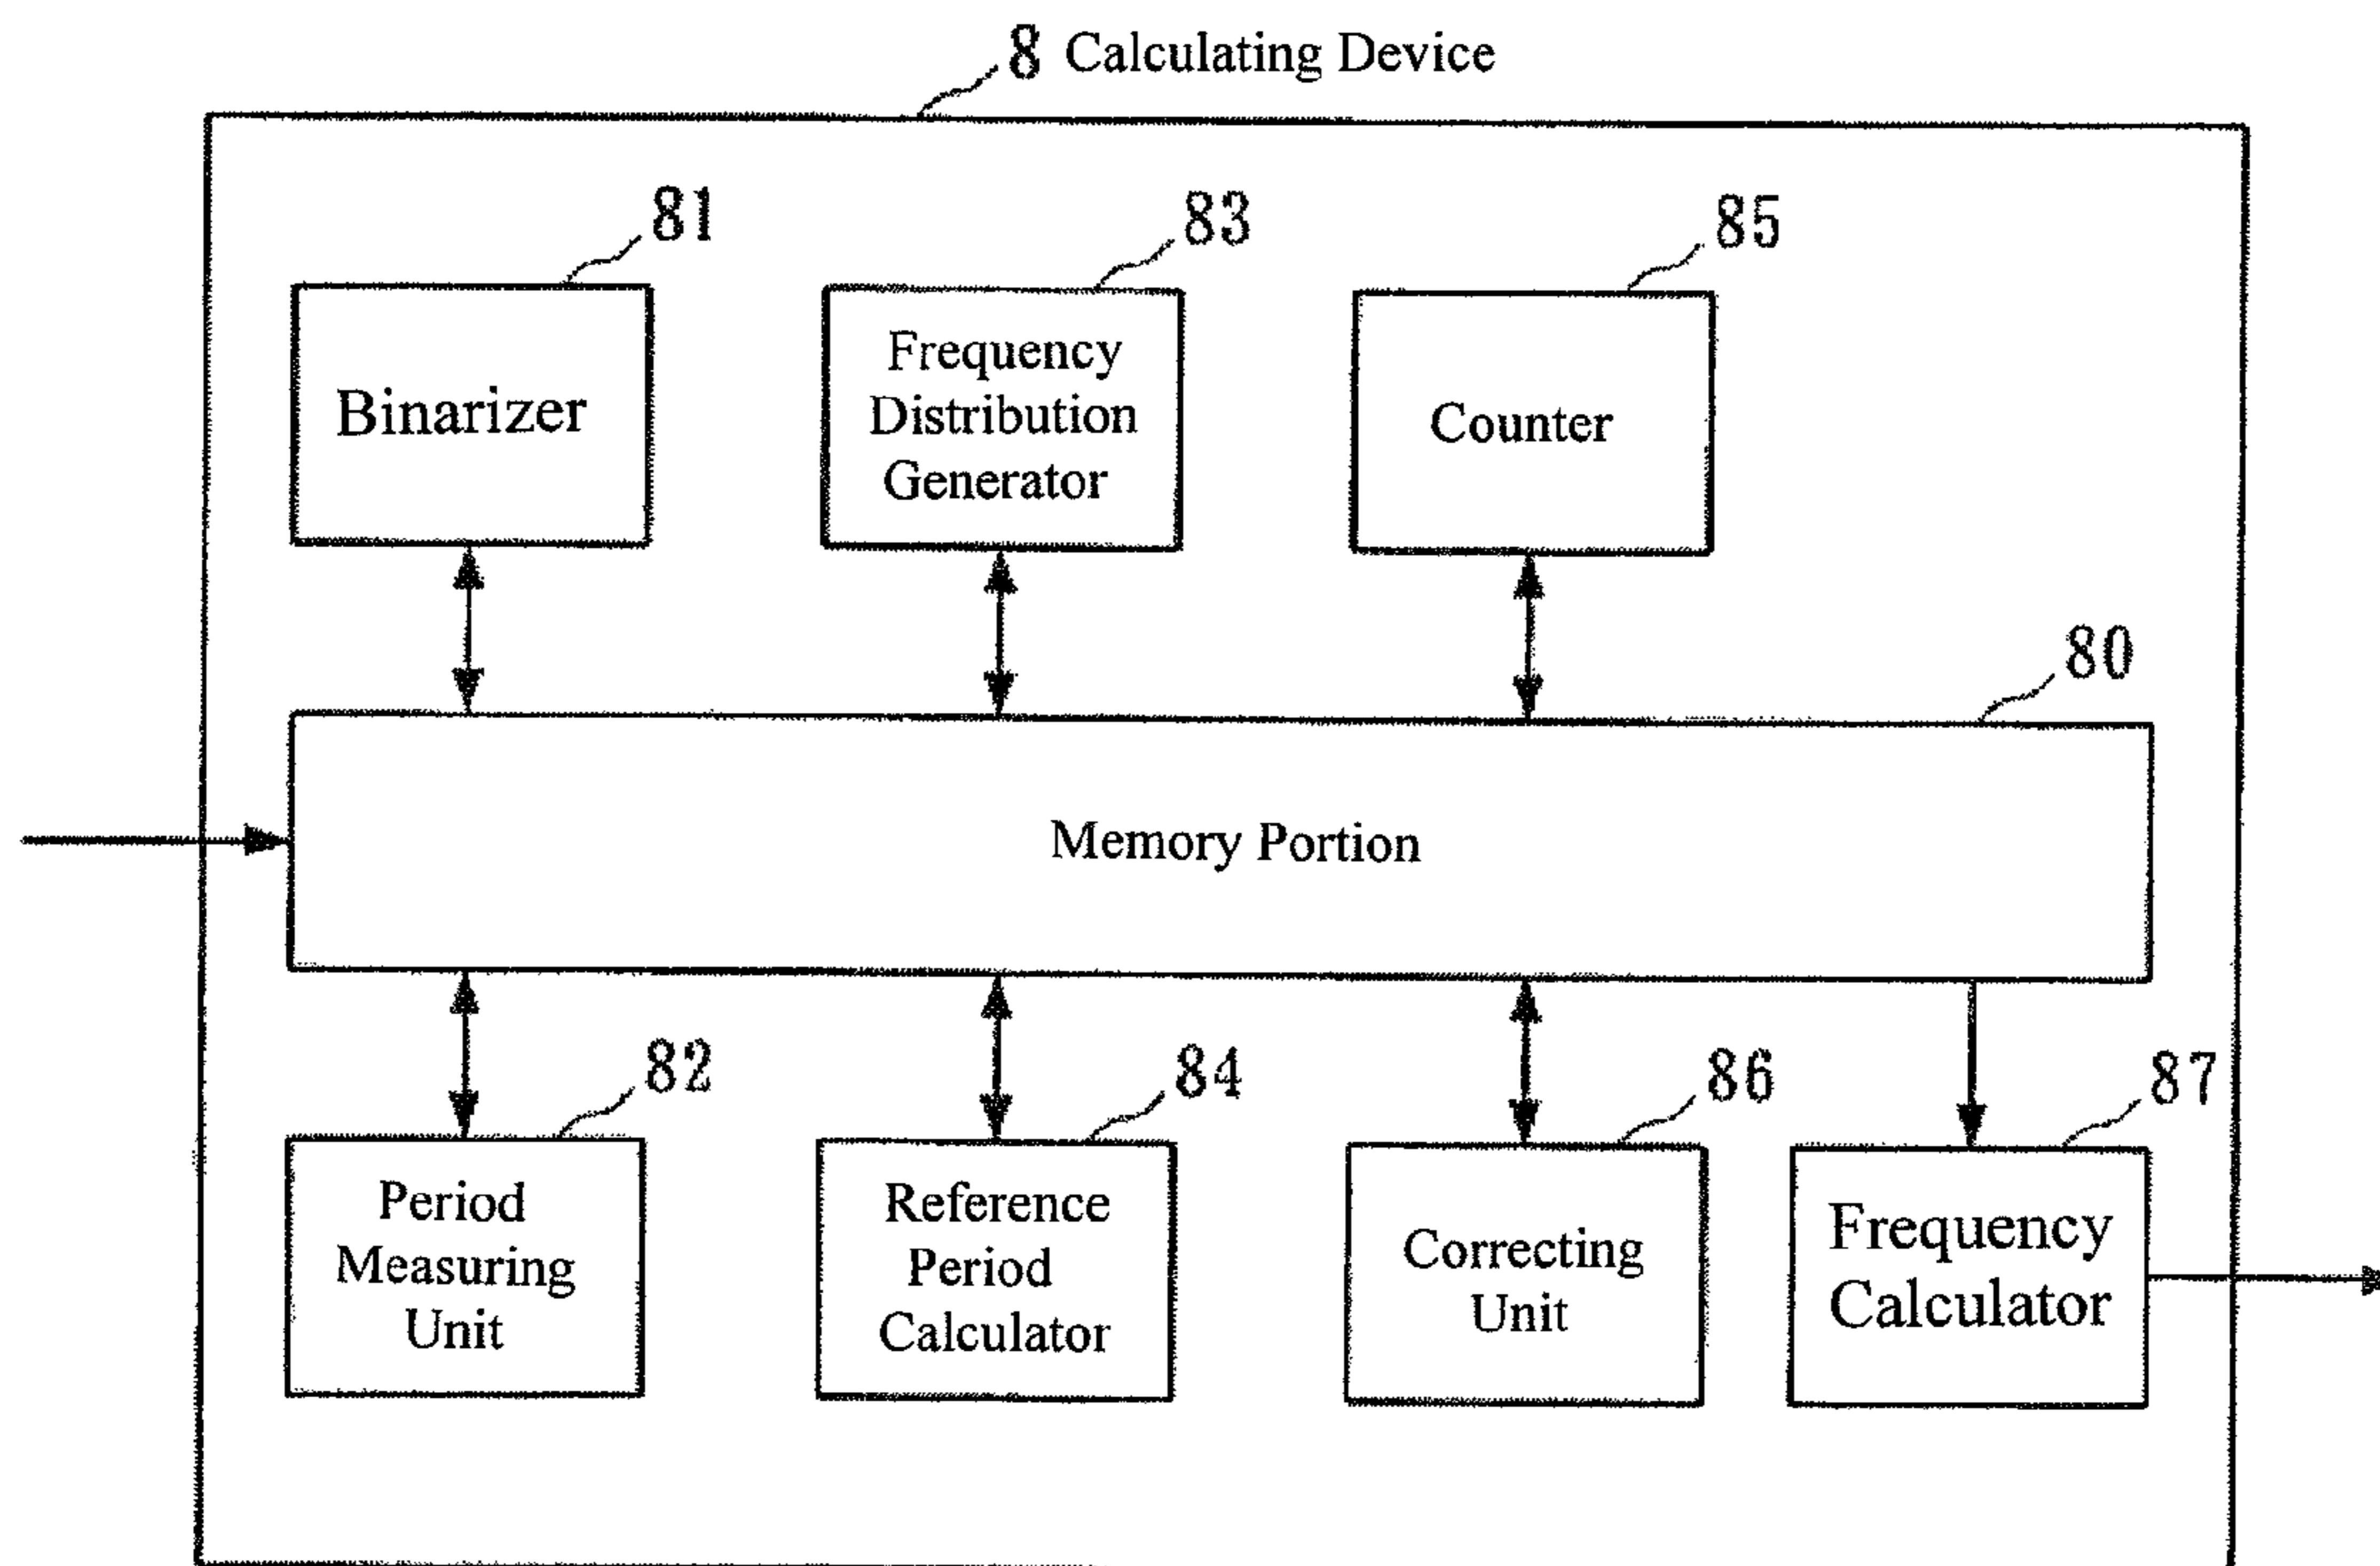 8 Calculating Device
81
83
85
Binarizer
Frequency
Distribution
Generator
Counter
80
Memory Portion
82
84
86
87
Period
Measuring
Unit
Reference
Period
Calculator
Correcting
Unit
Frequency
Calculator